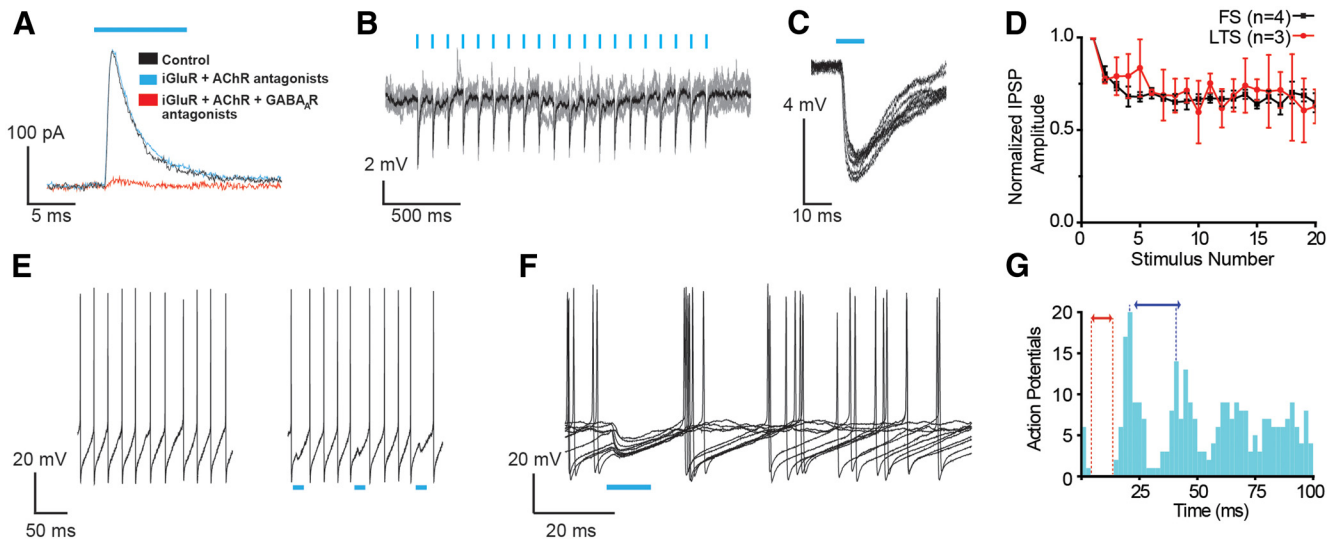 A
Control
iGluR + AChR antagonists
iGluR + AChR + GABAAR
antagonists
100 pA
5 ms
B
2 mV
500 ms
C
4 mV
10 ms
D
FS (n=4)
LTS (n=3)
Normalized IPSP
Amplitude
1.0
0.5
0.0
0
5
10
15
20
Stimulus Number
E
20 mV
50 ms
F
20 mV
20 ms
G
Action Potentials
20
15
10
5
0
25
50
75
100
Time (ms)